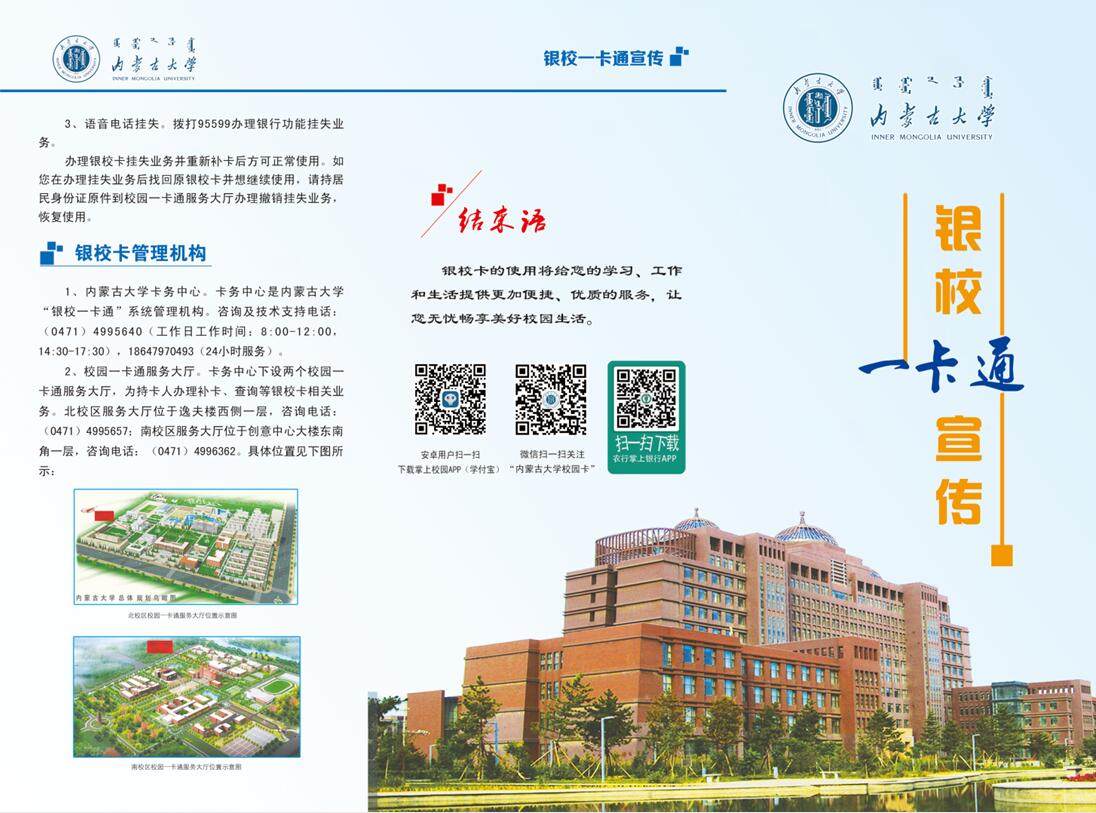 内蒙古大学
INNER MONGOLIA UNIVERSITY
银校一卡通宣传
3、语音电话挂失。拨打95599办理银行功能挂失业
务。
办理银校卡挂失业务并重新补卡后方可正常使用。如
您在办理挂失业务后找回原银校卡并想继续使用，请持居
民身份证原件到校园一卡通服务大厅办理撤销挂失业务，
恢复使用。
银校卡管理机构
1、内蒙古大学卡务中心。卡务中心是内蒙古大学
“银校一卡通”系统管理机构。咨询及技术支持电话：
（0471）4995640（工作日工作时间：8:00-12:00，
14:30-17:30），18647970493（24小时服务）。
2、校园一卡通服务大厅。卡务中心下设两个校园一
卡通服务大厅，为持卡人办理补卡、查询等银校卡相关业
务。北校区服务大厅位于逸夫楼西侧一层，咨询电话：
（0471）4995657；南校区服务大厅位于创意中心大楼东南
角一层，咨询电话：（0471）4996362。具体位置见下图所
示：
内蒙古大学总体规划鸟瞰图
北校区校园一卡通服务大厅位置示意图
南校区校园一卡通服务大厅位置示意图
结束语
银校卡的使用将给您的学习、工作
和生活提供更加便捷、优质的服务，让
您无忧畅享美好校园生活。
安卓用户扫一扫
下载掌上校园APP（学付宝）
微信扫一扫关注
“内蒙古大学校园卡”
扫一扫下载
农行掌上银行APP
内蒙古大学
INNER MONGOLIA UNIVERSITY
银校
一卡通
宣传